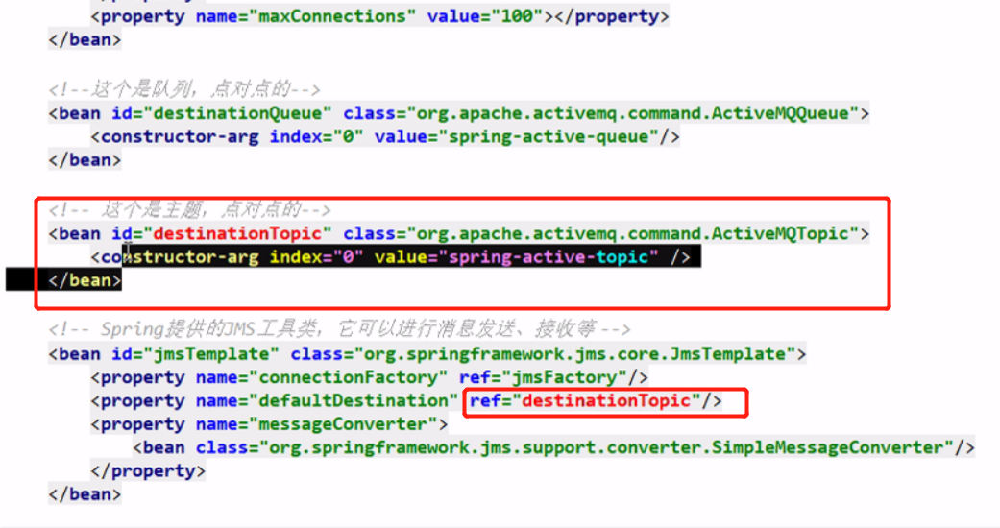 <property name="maxConnections" value="100"></property>
</bean>
<!--这个是队列，点对点的-->
<bean id="destinationQueue" class="org.apache.activemq.command.ActiveMQQueue">
<constructor-arg index="0" value="spring-active-queue"/>
</bean>
<!-- 这个是主题，点对点的-->
<bean id="destinationTopic" class="org.apache.activemq.command.ActiveMQTopic">
<constructor-arg index="0" value="spring-active-topic" />
</bean>
<!-- Spring提供的JMS工具类，它可以进行消息发送、接收等 -->
<bean id="jmsTemplate" class="org.springframework.jms.core.JmsTemplate">
<property name="connectionFactory" ref="jmsFactory"/>
<property name="defaultDestination" ref="destinationTopic"/>
<property name="messageConverter">
<bean class="org.springframework.jms.support.converter.SimpleMessageConverter"/>
</property>
</bean>